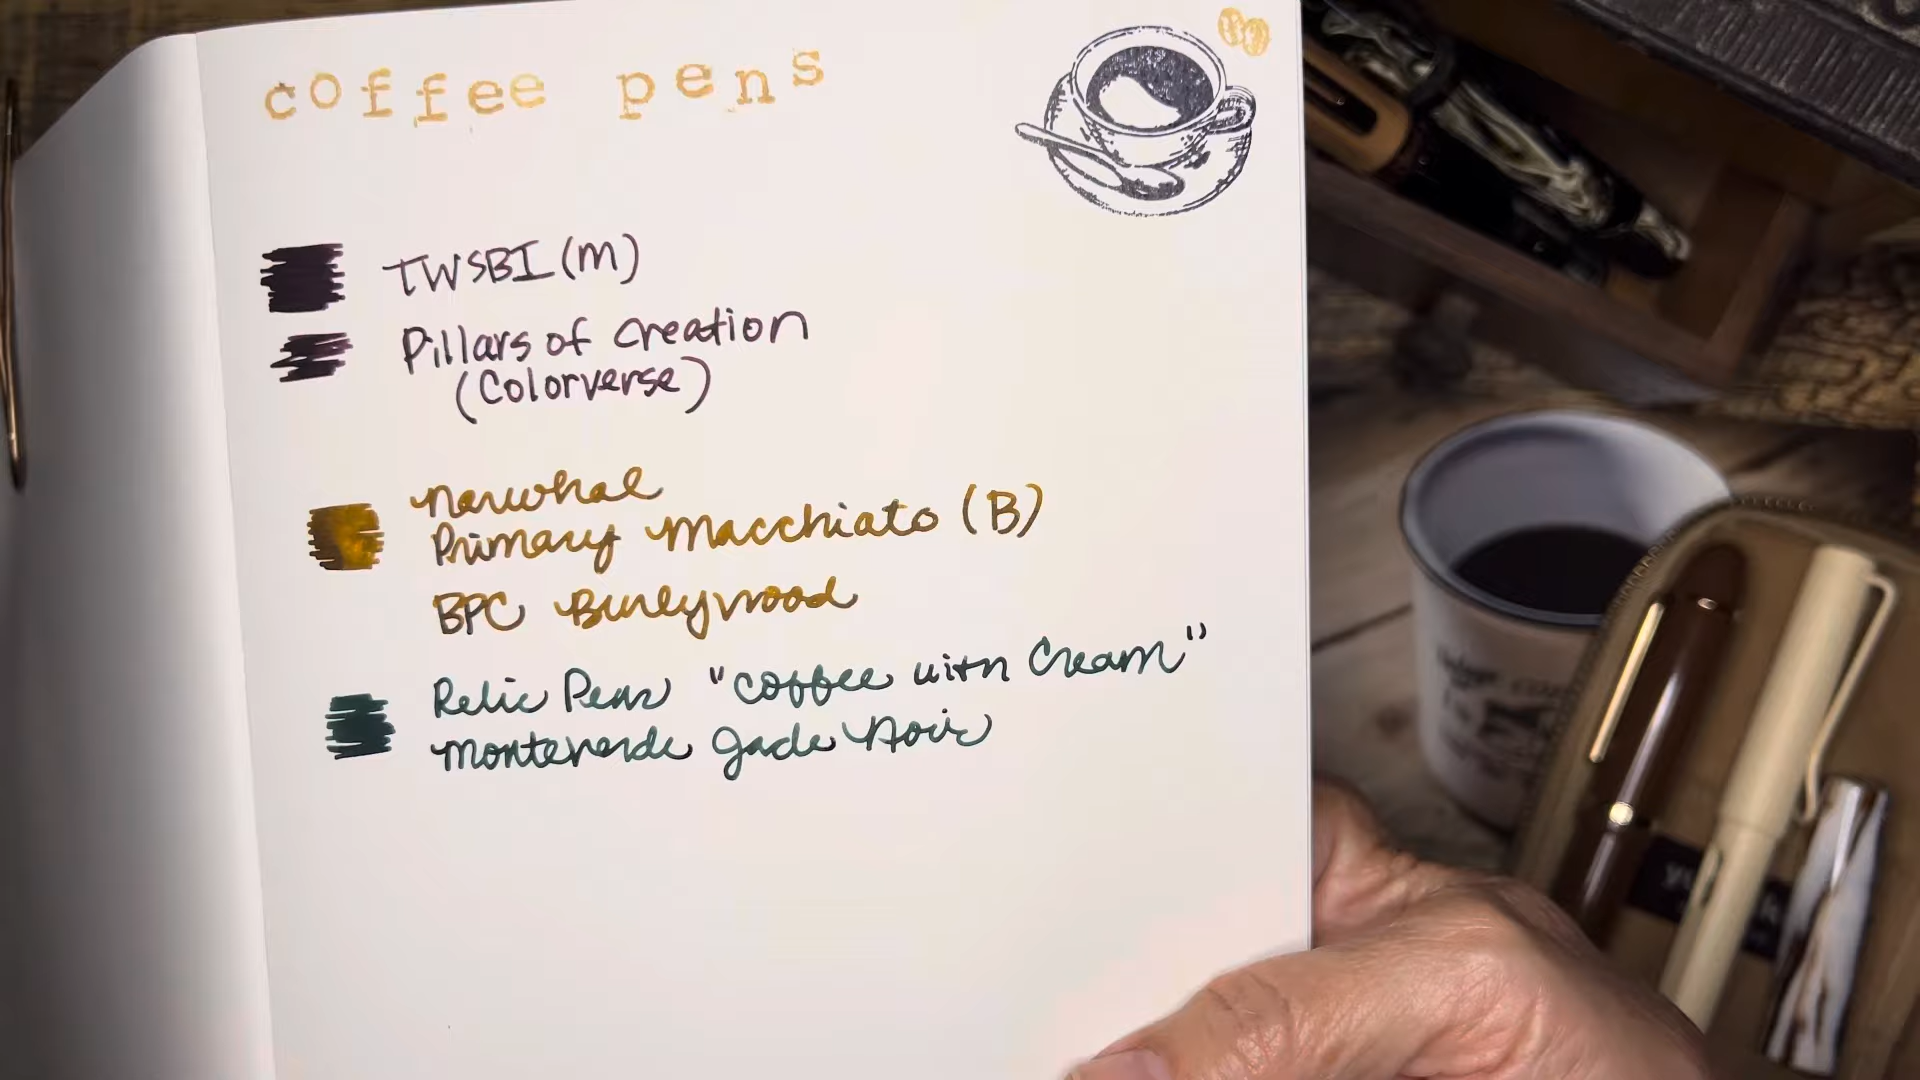 coffee pens
TWSBI (M)
Pillars of Creation
(Colorverse)
Narwhal
Primary Macchiato (B)
BPC Burleywood
Relic Pens "Coffee with Cream"
Monteverde Jade Noir